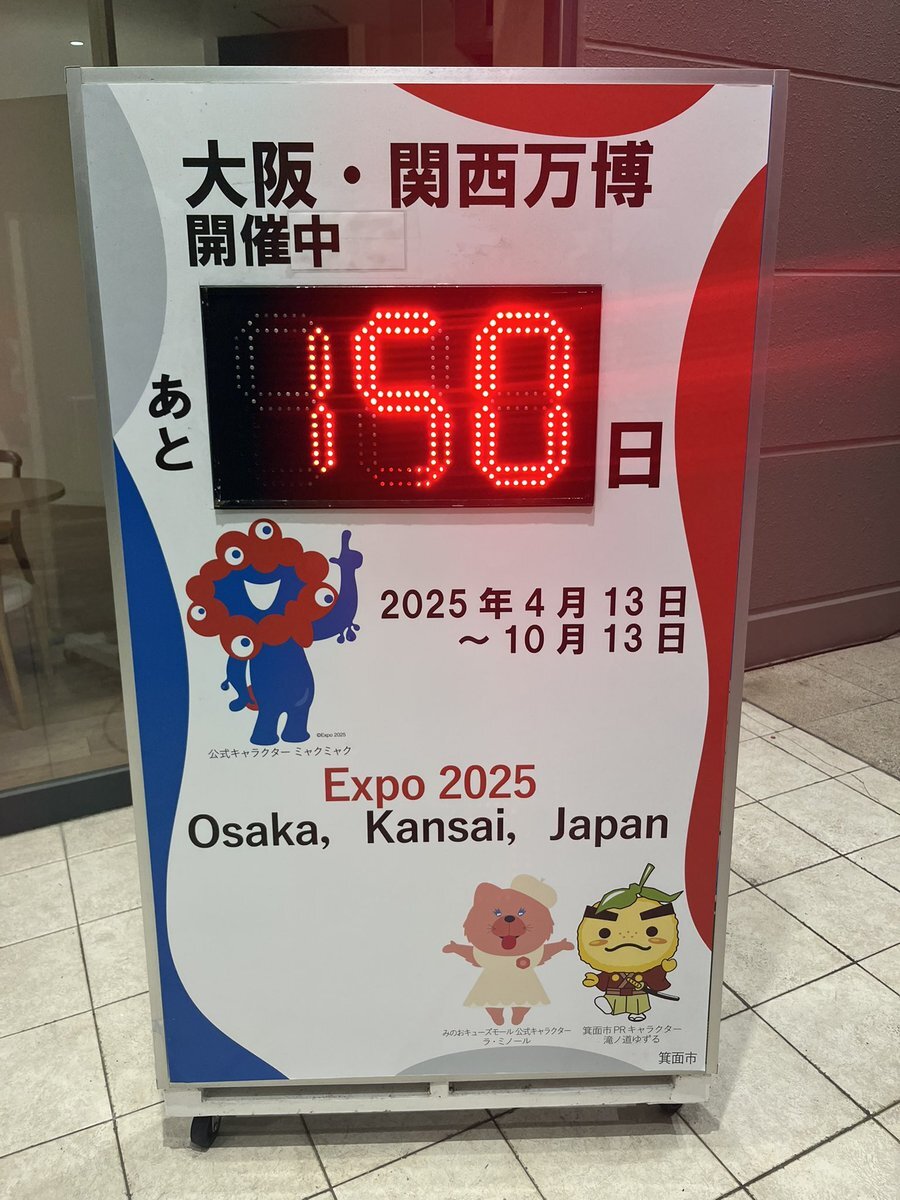 大阪・関西万博
開催中
あと
150
日
2025年4月13日
～10月13日
©Expo 2025
公式キャラクター ミャクミャク
Expo 2025
Osaka, Kansai, Japan
みのおキューズモール 公式キャラクター
ラ・ミノール
箕面市 PR キャラクター
滝ノ道ゆずる
箕面市